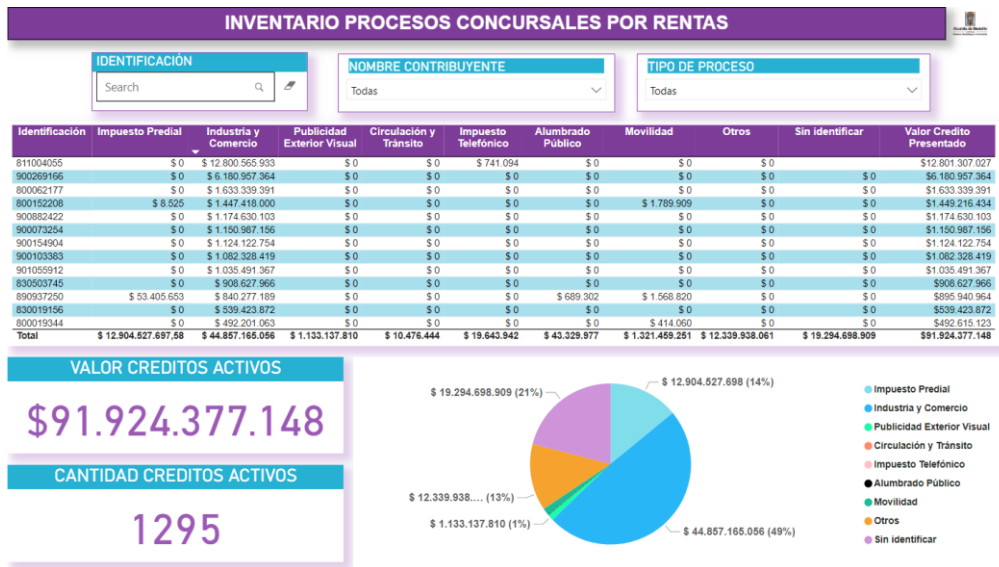 INVENTARIO PROCESOS CONCURSALES POR RENTAS
Alcaldía de Medellín
IDENTIFICACIÓN
Search
NOMBRE CONTRIBUYENTE
Todas
TIPO DE PROCESO
Todas
Identificación Impuesto Predial Industria y Comercio Publicidad Exterior Visual Circulación y Tránsito Impuesto Telefónico Alumbrado Público Movilidad Otros Sin identificar Valor Credito Presentado
811004055 $ 0 $ 12.800.565.933 $ 0 $ 0 $ 741.094 $ 0 $ 0 $ 0 $12.801.307.027
900269166 $ 0 $ 6.180.957.364 $ 0 $ 0 $ 0 $ 0 $ 0 $ 0 $ 0 $6.180.957.364
800062177 $ 0 $ 1.633.339.391 $ 0 $ 0 $ 0 $ 0 $ 0 $ 0 $ 0 $1.633.339.391
800152208 $ 8.525 $ 1.447.418.000 $ 0 $ 0 $ 0 $ 0 $ 1.789.909 $ 0 $ 0 $1.449.216.434
900882422 $ 0 $ 1.174.630.103 $ 0 $ 0 $ 0 $ 0 $ 0 $ 0 $ 0 $1.174.630.103
900073254 $ 0 $ 1.150.987.156 $ 0 $ 0 $ 0 $ 0 $ 0 $ 0 $ 0 $1.150.987.156
900154904 $ 0 $ 1.124.122.754 $ 0 $ 0 $ 0 $ 0 $ 0 $ 0 $ 0 $1.124.122.754
900103383 $ 0 $ 1.082.328.419 $ 0 $ 0 $ 0 $ 0 $ 0 $ 0 $ 0 $1.082.328.419
901055912 $ 0 $ 1.035.491.367 $ 0 $ 0 $ 0 $ 0 $ 0 $ 0 $ 0 $1.035.491.367
830503745 $ 0 $ 908.627.966 $ 0 $ 0 $ 0 $ 0 $ 0 $ 0 $ 0 $908.627.966
890937250 $ 53.405.653 $ 840.277.189 $ 0 $ 0 $ 0 $ 689.302 $ 1.568.820 $ 0 $ 0 $895.940.964
830019156 $ 0 $ 539.423.872 $ 0 $ 0 $ 0 $ 0 $ 0 $ 0 $ 0 $539.423.872
800019344 $ 0 $ 492.201.063 $ 0 $ 0 $ 0 $ 0 $ 414.060 $ 0 $ 0 $492.615.123
Total $ 12.904.527.697,58 $ 44.857.165.056 $ 1.133.137.810 $ 10.476.444 $ 19.643.942 $ 43.329.977 $ 1.321.459.251 $ 12.339.938.061 $ 19.294.698.909 $91.924.377.148
VALOR CREDITOS ACTIVOS
$91.924.377.148
CANTIDAD CREDITOS ACTIVOS
1295
$ 12.904.527.698 (14%)
$ 19.294.698.909 (21%)
$ 12.339.938.... (13%)
$ 1.133.137.810 (1%)
$ 44.857.165.056 (49%)
Impuesto Predial
Industria y Comercio
Publicidad Exterior Visual
Circulación y Tránsito
Impuesto Telefónico
Alumbrado Público
Movilidad
Otros
Sin identificar